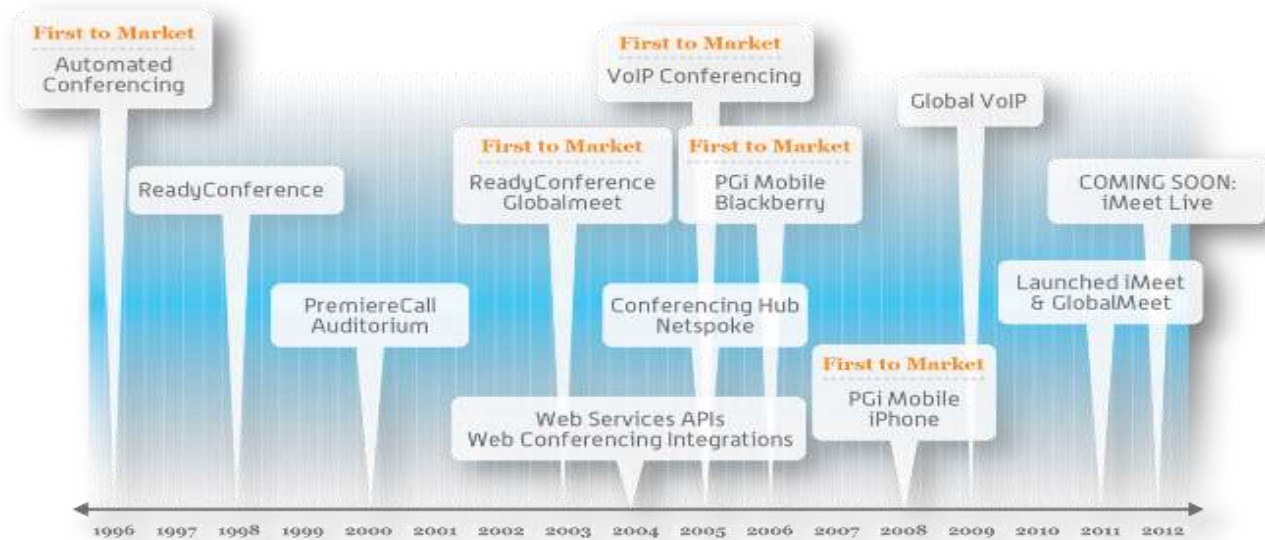 First to Market
Automated
Conferencing
ReadyConference
PremiereCall
Auditorium
First to Market
ReadyConference
Globalmeet
Web Services APIs
Web Conferencing Integrations
First to Market
VoIP Conferencing
Conferencing Hub
Netspoke
First to Market
PGi Mobile
Blackberry
First to Market
PGi Mobile
iPhone
Global VoIP
Launched iMeet
& GlobalMeet
COMING SOON:
iMeet Live
1996 1997 1998 1999 2000 2001 2002 2003 2004 2005 2006 2007 2008 2009 2010 2011 2012